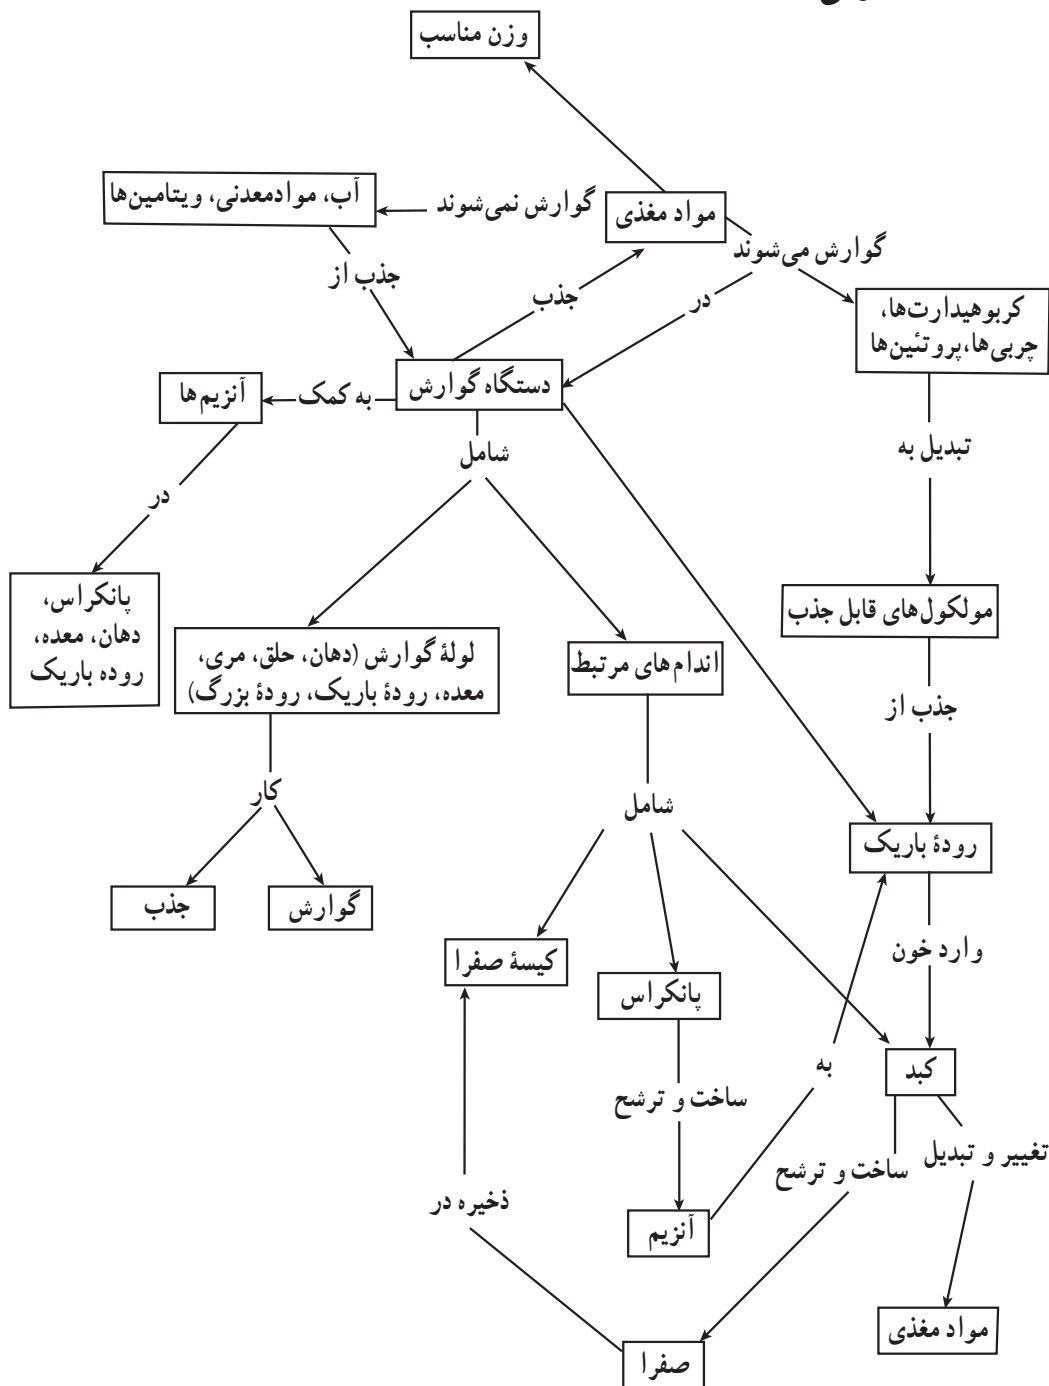 وزن مناسب
آب، موادمعدنی، ویتامین‌ها
گوارش نمی‌شوند
مواد مغذی
گوارش می‌شوند
جذب از
جذب
در
کربوهیدارت‌ها،
چربی‌ها،پروتئین‌ها
آنزیم‌ها
به کمک
دستگاه گوارش
شامل
تبدیل به
در
پانکراس،
دهان، معده،
روده باریک
لولهٔ گوارش (دهان، حلق، مری،
معده، رودهٔ باریک، رودهٔ بزرگ)
اندام‌های مرتبط
مولکول‌های قابل جذب
جذب از
کار
شامل
رودهٔ باریک
جذب
گوارش
کیسهٔ صفرا
پانکراس
وارد خون
کبد
به
ساخت و ترشح
ساخت و ترشح
تغییر و تبدیل
ذخیره در
آنزیم
مواد مغذی
صفرا